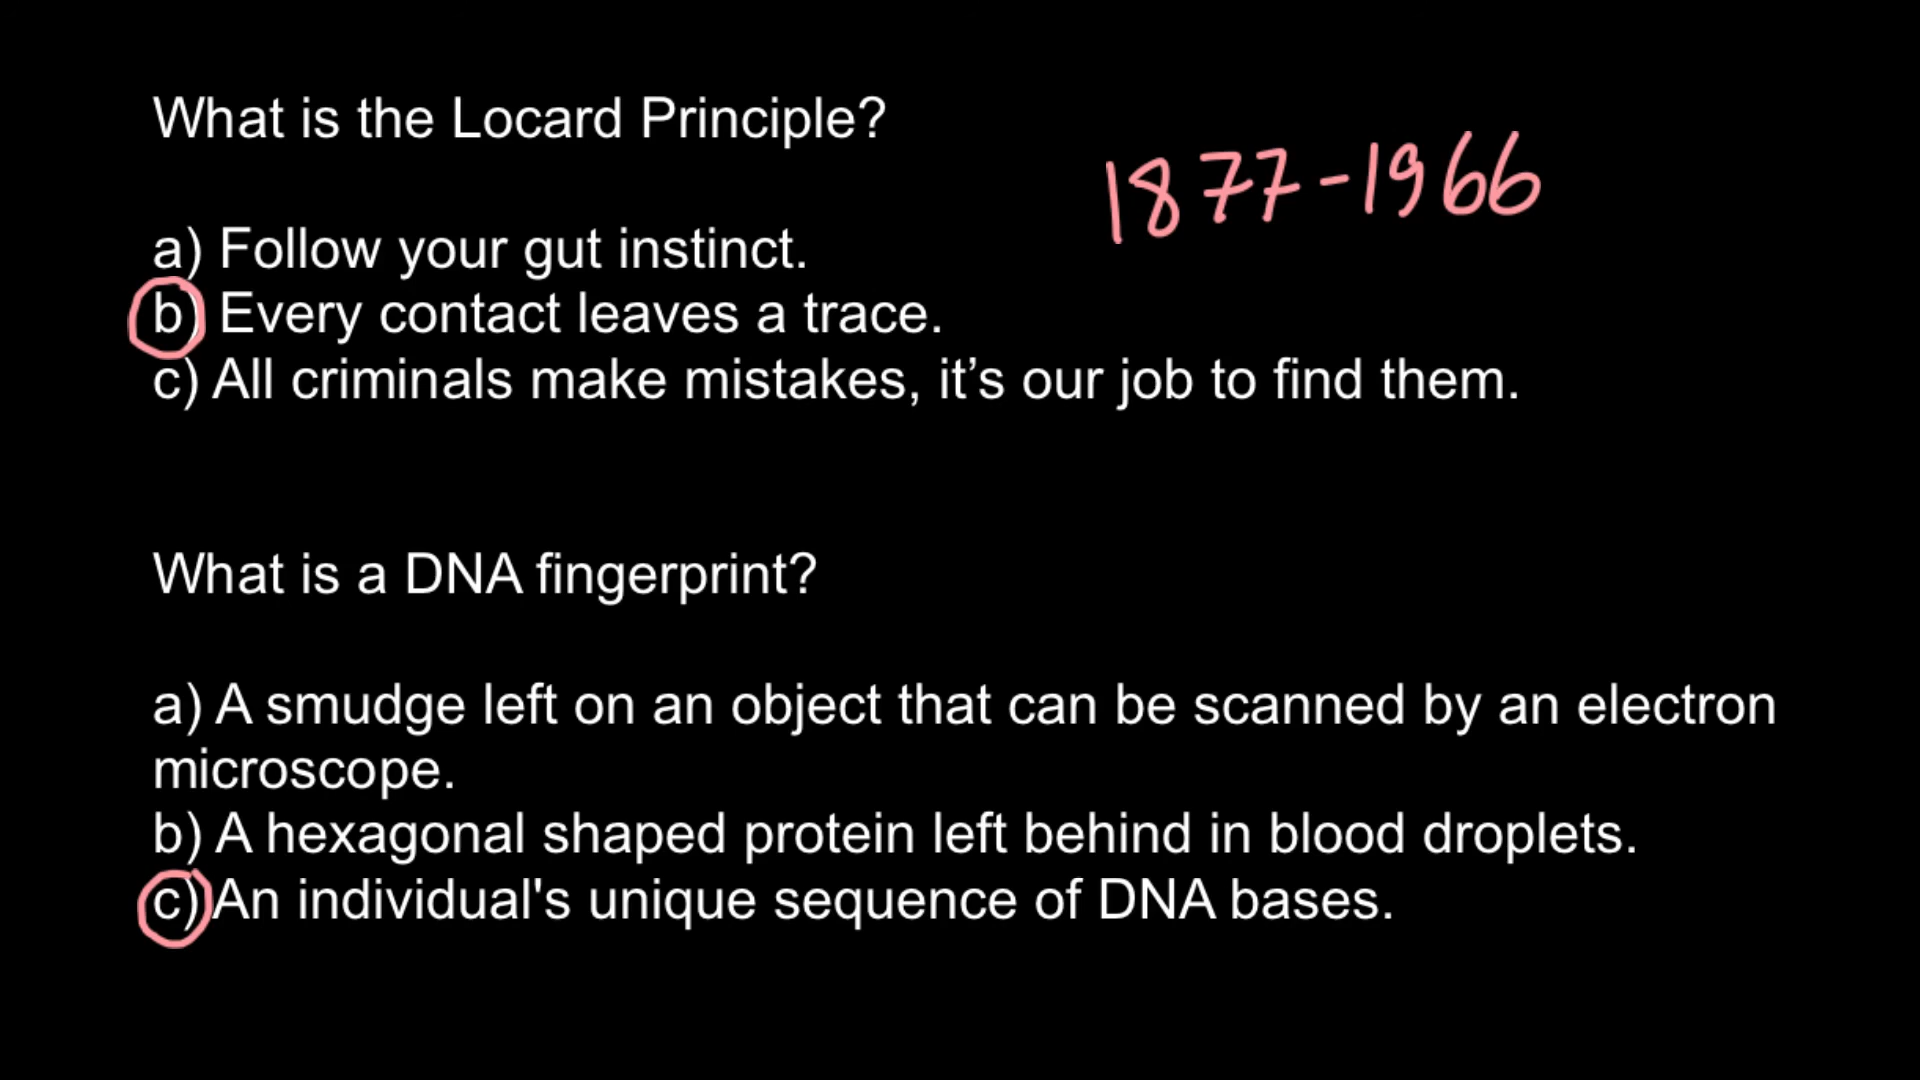 What is the Locard Principle?
1877-1966
a) Follow your gut instinct.
b) Every contact leaves a trace.
c) All criminals make mistakes, it’s our job to find them.
What is a DNA fingerprint?
a) A smudge left on an object that can be scanned by an electron
microscope.
b) A hexagonal shaped protein left behind in blood droplets.
c) An individual's unique sequence of DNA bases.